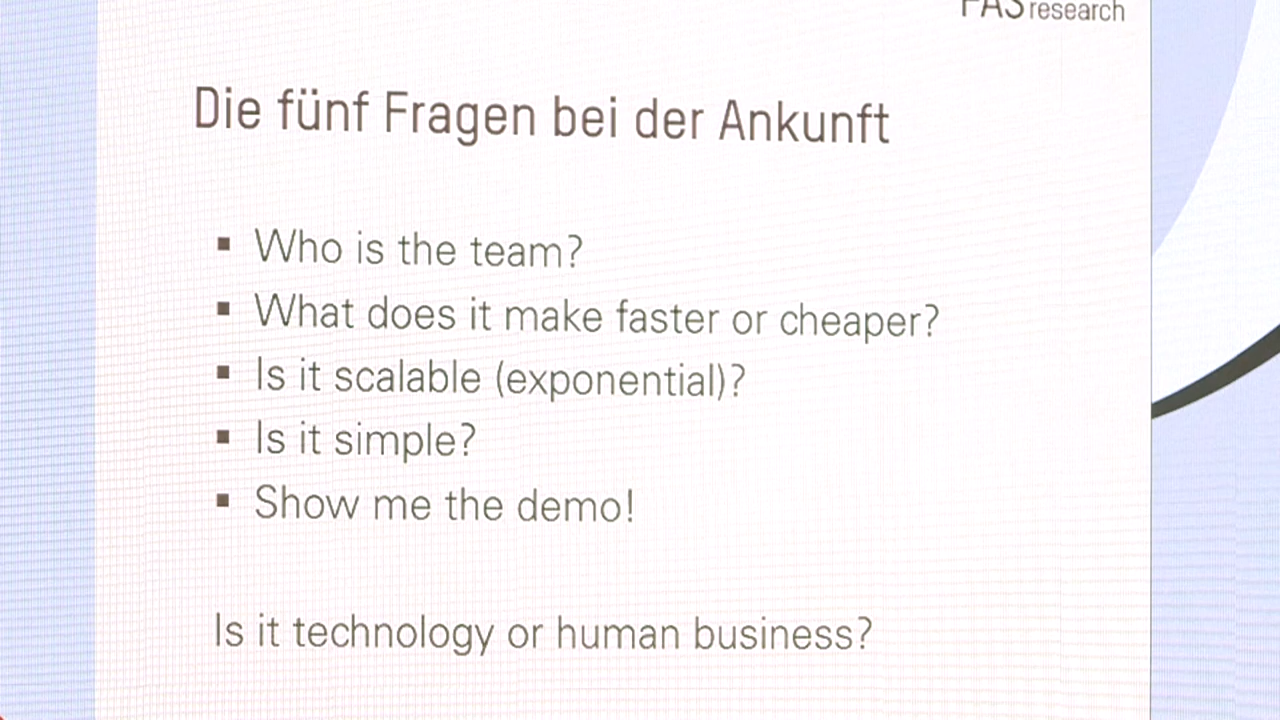 FAS research
Die fünf Fragen bei der Ankunft
Who is the team?
What does it make faster or cheaper?
Is it scalable (exponential)?
Is it simple?
Show me the demo!
Is it technology or human business?